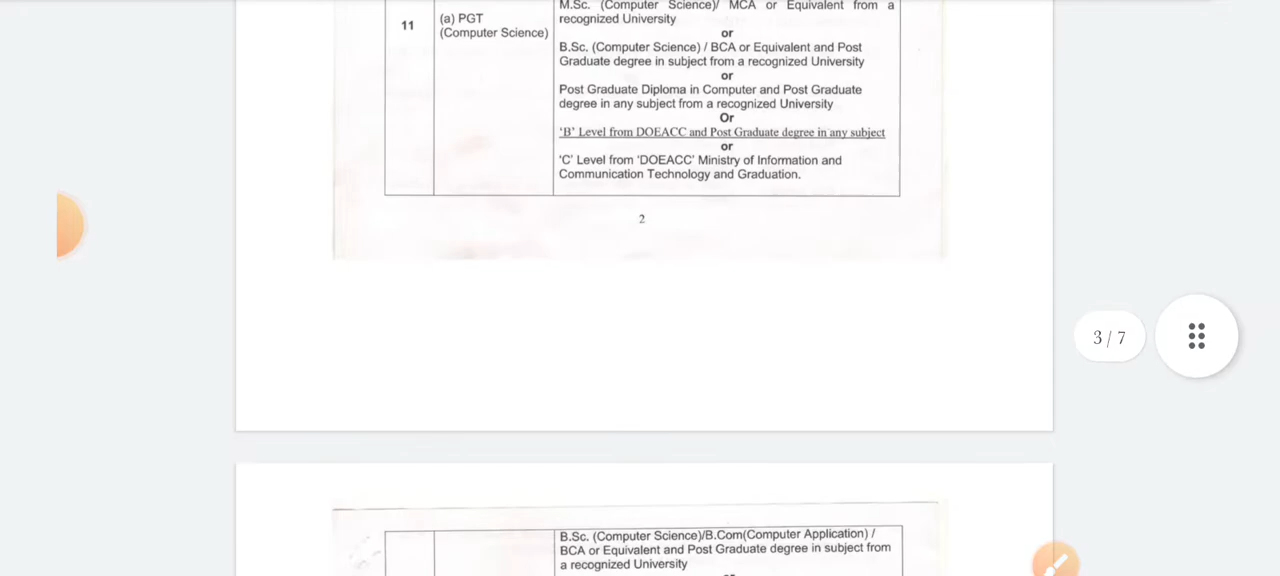 M.Sc. (Computer Science)/ MCA or Equivalent from a
recognized University
11
(a) PGT
(Computer Science)
or
B.Sc. (Computer Science) / BCA or Equivalent and Post
Graduate degree in subject from a recognized University
or
Post Graduate Diploma in Computer and Post Graduate
degree in any subject from a recognized University
Or
'B' Level from DOEACC and Post Graduate degree in any subject
or
'C' Level from 'DOEACC' Ministry of Information and
Communication Technology and Graduation.
2
3 / 7
B.Sc. (Computer Science)/B.Com(Computer Application) /
BCA or Equivalent and Post Graduate degree in subject from
a recognized University